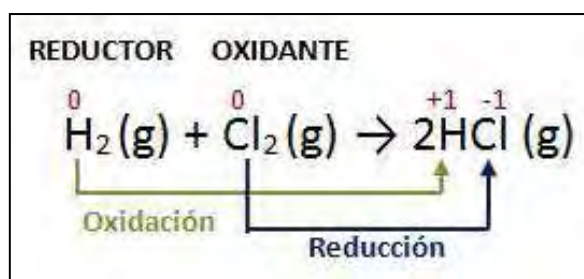 REDUCTOR OXIDANTE
0 0 +1 -1
H₂ (g) + Cl₂ (g) → 2HCl (g)
Oxidación
Reducción